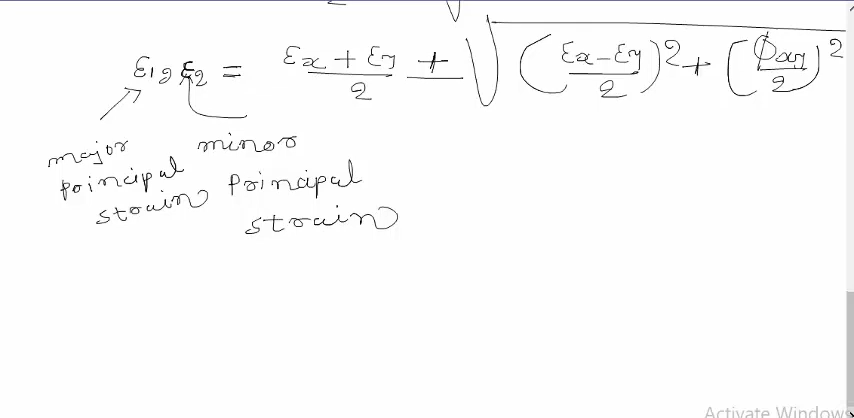 ε1, ε2 = εx + εy / 2 ± √((εx − εy / 2)² + (ϕxy / 2)²)
major minor
principal principal
strain strain
Activate Windows